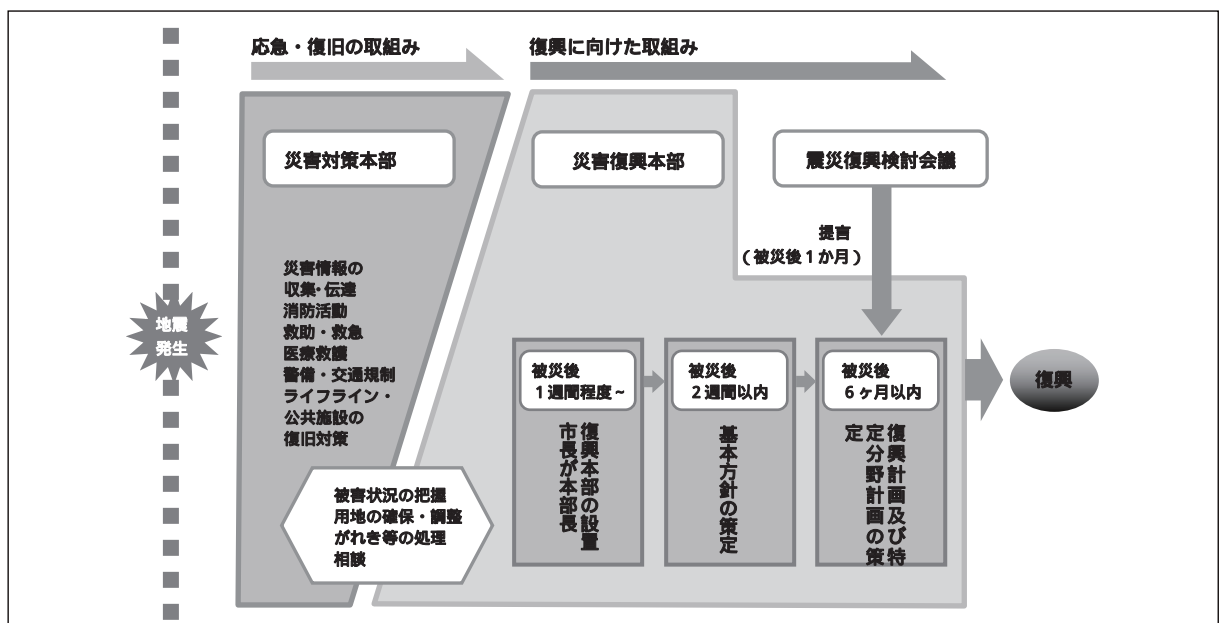 応急・復旧の取組み
復興に向けた取組み
災害対策本部
災害復興本部
震災復興検討会議
提言
（被災後１か月）
災害情報の
収集・伝達
消防活動
救助・救急
医療救護
警備・交通規制
ライフライン・
公共施設の
復旧対策
地震
発生
被害状況の把握
用地の確保・調整
がれき等の処理
相談
被災後
１週間程度～
復興本部の設置
市長が本部長
被災後
２週間以内
基本方針の策定
被災後
６ヶ月以内
復興計画及び特
定分野計画の策
定
復興